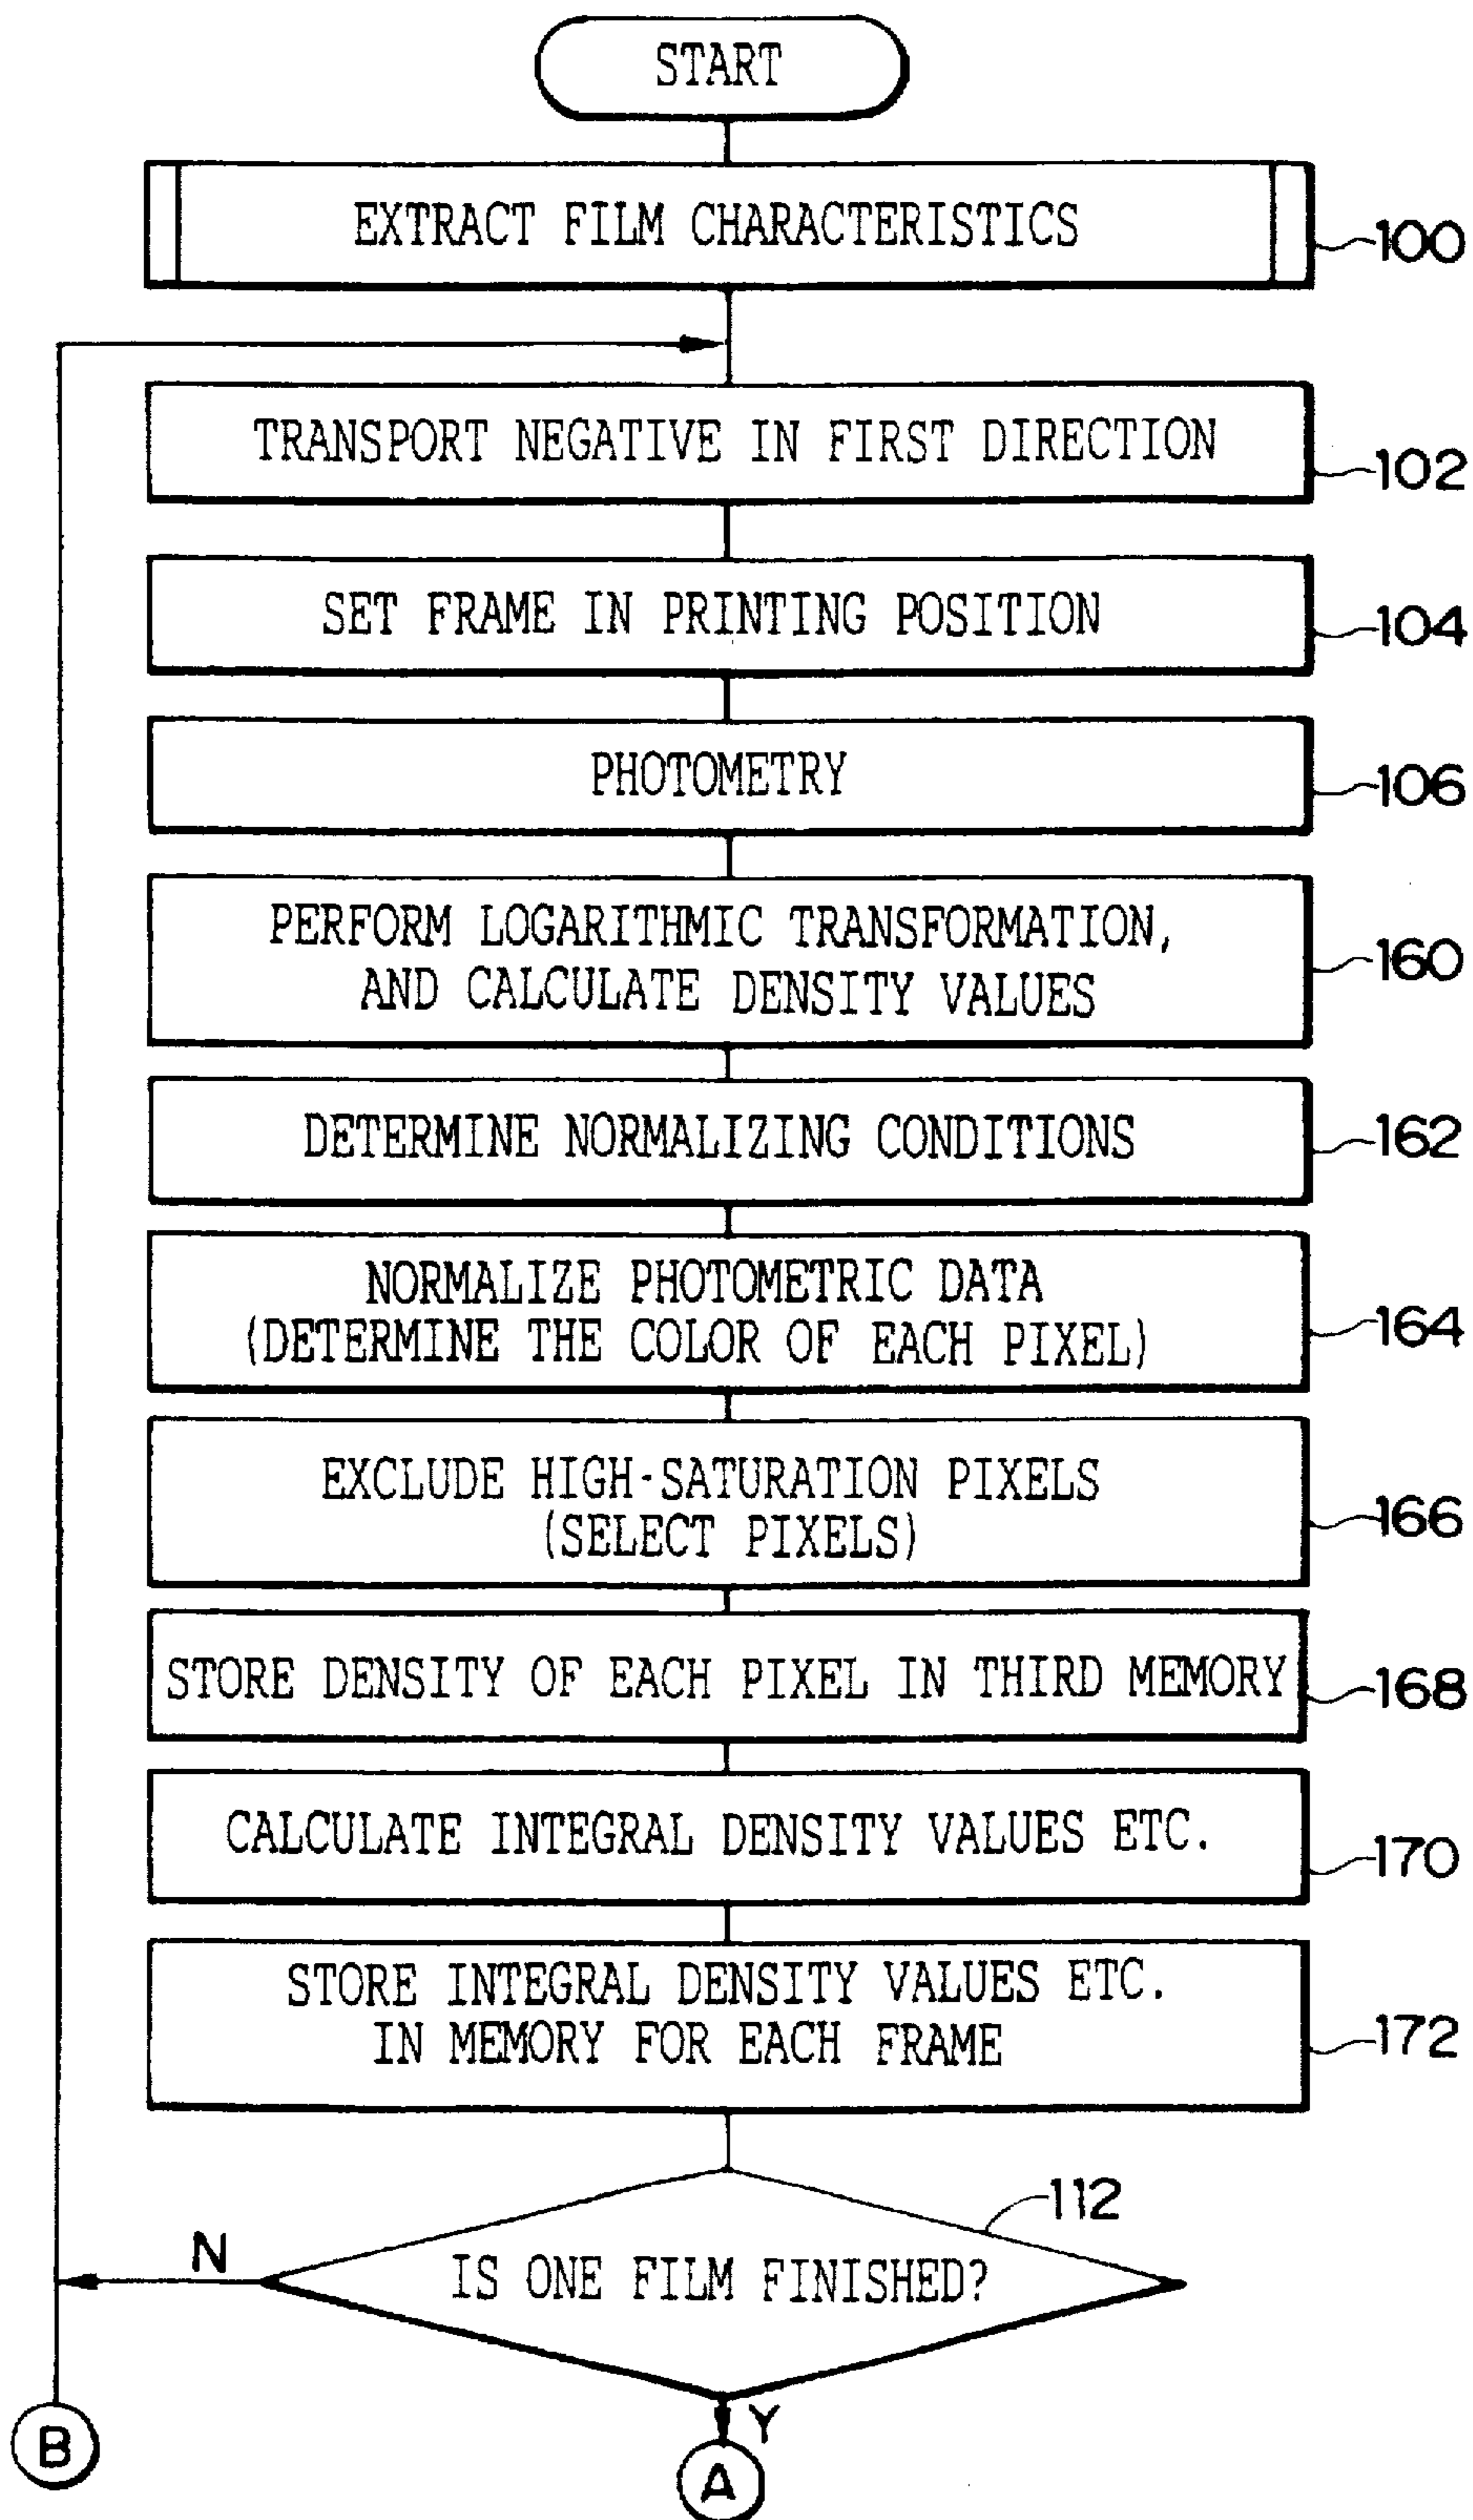 START
EXTRACT FILM CHARACTERISTICS
100
TRANSPORT NEGATIVE IN FIRST DIRECTION
102
SET FRAME IN PRINTING POSITION
104
PHOTOMETRY
106
PERFORM LOGARITHMIC TRANSFORMATION,
AND CALCULATE DENSITY VALUES
160
DETERMINE NORMALIZING CONDITIONS
162
NORMALIZE PHOTOMETRIC DATA
(DETERMINE THE COLOR OF EACH PIXEL)
164
EXCLUDE HIGH-SATURATION PIXELS
(SELECT PIXELS)
166
STORE DENSITY OF EACH PIXEL IN THIRD MEMORY
168
CALCULATE INTEGRAL DENSITY VALUES ETC.
170
STORE INTEGRAL DENSITY VALUES ETC.
IN MEMORY FOR EACH FRAME
172
112
N
IS ONE FILM FINISHED?
Y
B
A